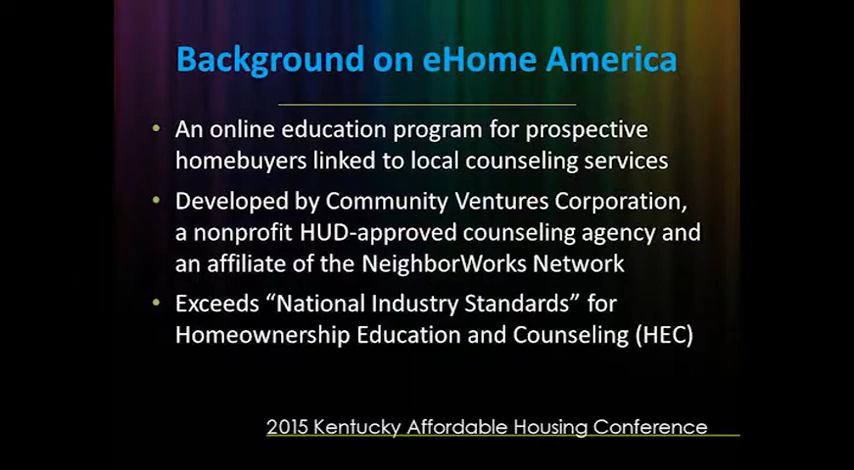 Background on eHome America
• An online education program for prospective
homebuyers linked to local counseling services
• Developed by Community Ventures Corporation,
a nonprofit HUD-approved counseling agency and
an affiliate of the NeighborWorks Network
• Exceeds “National Industry Standards” for
Homeownership Education and Counseling (HEC)
2015 Kentucky Affordable Housing Conference